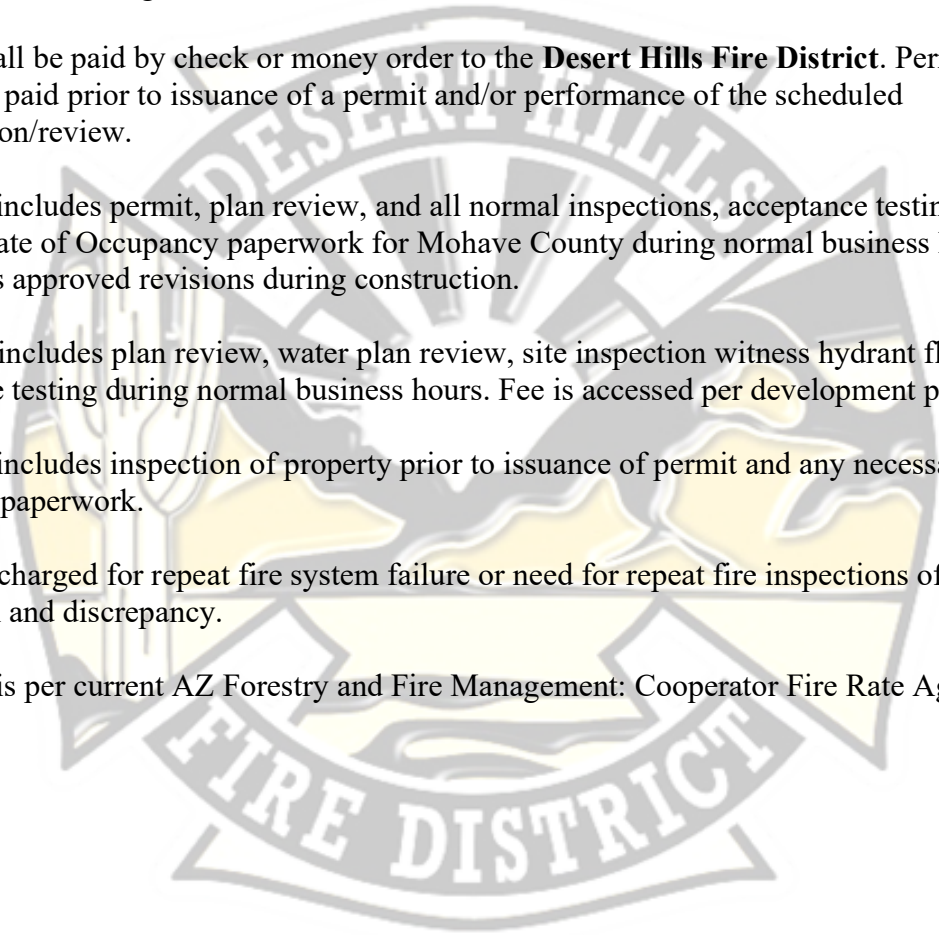 all be paid by check or money order to the Desert Hills Fire District. Per
paid prior to issuance of a permit and/or performance of the scheduled
on/review.
includes permit, plan review, and all normal inspections, acceptance testin
ate of Occupancy paperwork for Mohave County during normal business
s approved revisions during construction.
includes plan review, water plan review, site inspection witness hydrant fl
e testing during normal business hours. Fee is accessed per development p
includes inspection of property prior to issuance of permit and any necess
paperwork.
charged for repeat fire system failure or need for repeat fire inspections of
and discrepancy.
is per current AZ Forestry and Fire Management: Cooperator Fire Rate Ag
DESERT HILLS
FIRE DISTRICT